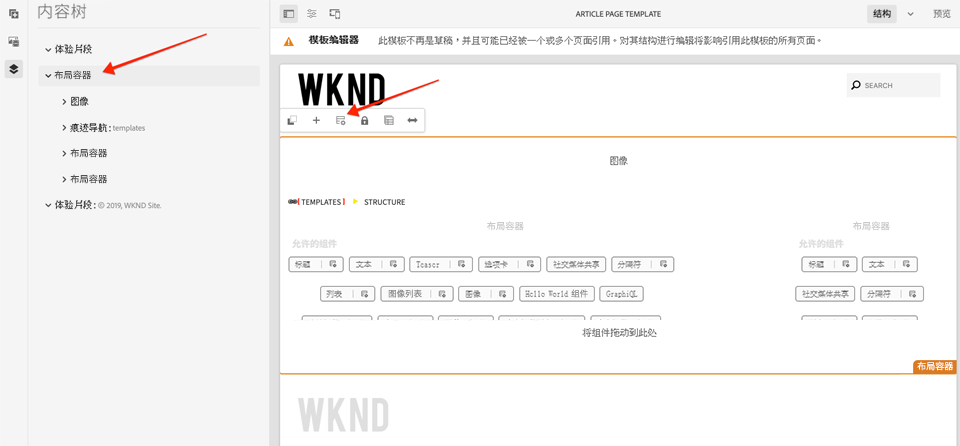 内容树
ARTICLE PAGE TEMPLATE
结构
预览
模板编辑器
此模板不再是草稿，并且可能已经被一个或多个页面引用。对其结构进行编辑将影响引用此模板的所有页面。
体验片段
布局容器
图像
痕迹导航: templates
布局容器
布局容器
体验片段: © 2019, WKND Site.
WKND
SEARCH
图像
TEMPLATES
STRUCTURE
布局容器
布局容器
允许的组件
允许的组件
标题
文本
Teaser
选项卡
社交媒体共享
分隔符
标题
文本
列表
图像列表
图像
Hello World 组件
GraphiQL
社交媒体共享
分隔符
将组件拖动到此处
布局容器
WKND